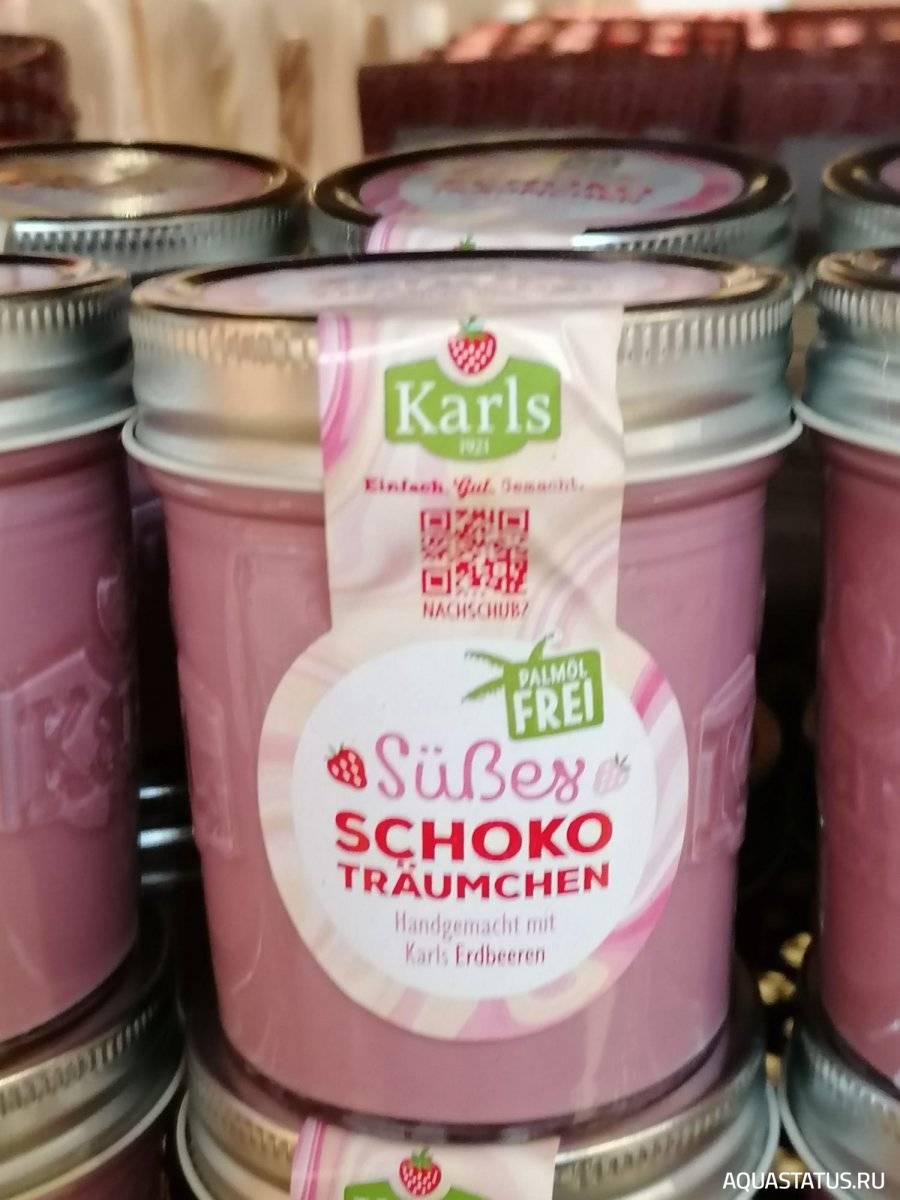 Karls
1921
Einfach. Gut. Gemacht.
NACHSCHUB?
PALMÖL
FREI
Süßes
SCHOKO
TRÄUMCHEN
Handgemacht mit
Karls Erdbeeren
AQUASTATUS.RU